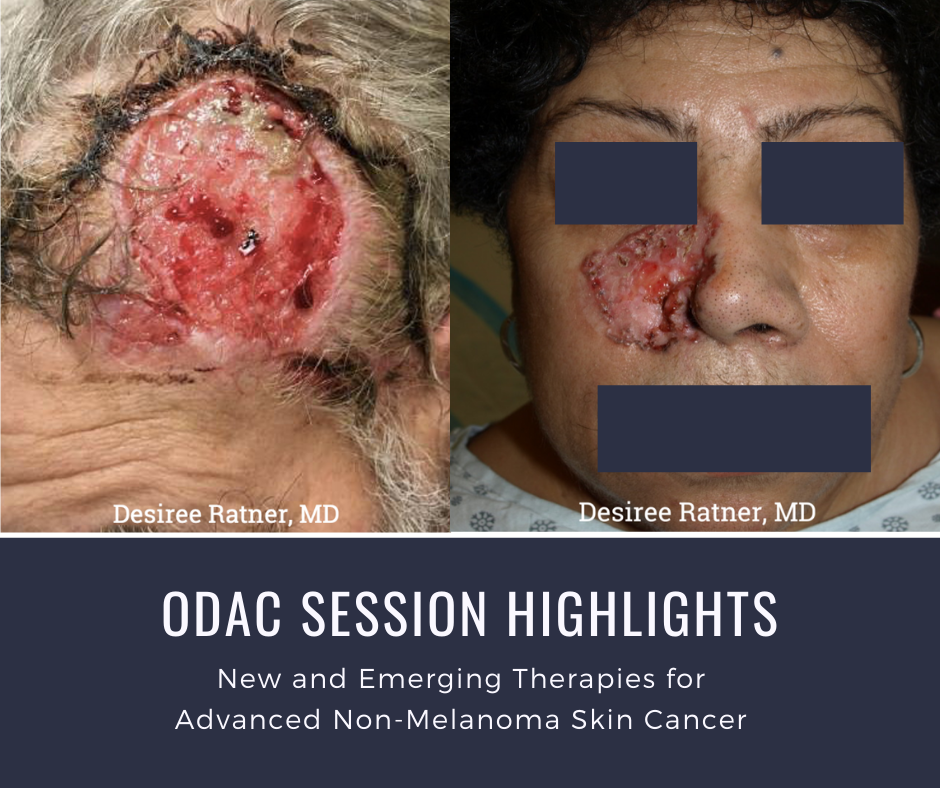 Desiree Ratner, MD
Desiree Ratner, MD
ODAC SESSION HIGHLIGHTS
New and Emerging Therapies for
Advanced Non-Melanoma Skin Cancer